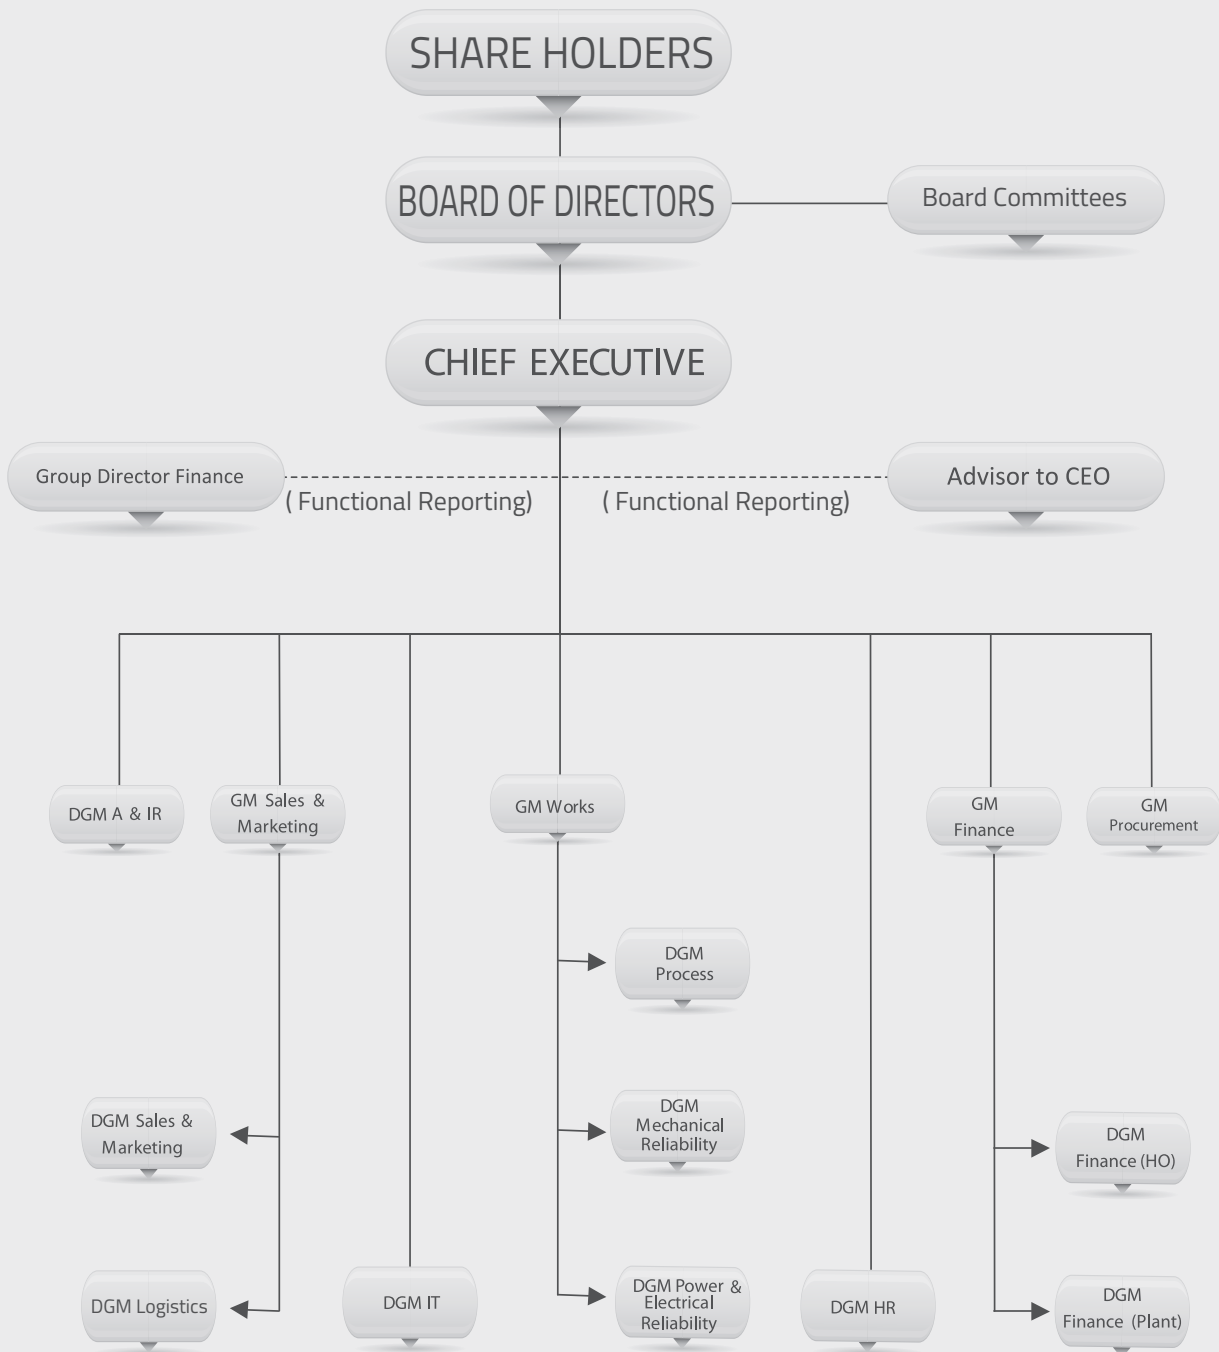 SHARE HOLDERS
BOARD OF DIRECTORS
Board Committees
CHIEF EXECUTIVE
Group Director Finance
Advisor to CEO
( Functional Reporting)
( Functional Reporting)
DGM A & IR
GM Sales &
Marketing
GM Works
GM
Finance
GM
Procurement
DGM
Process
DGM Sales &
Marketing
DGM
Mechanical
Reliability
DGM
Finance (HO)
DGM Logistics
DGM IT
DGM Power &
Electrical
Reliability
DGM HR
DGM
Finance (Plant)